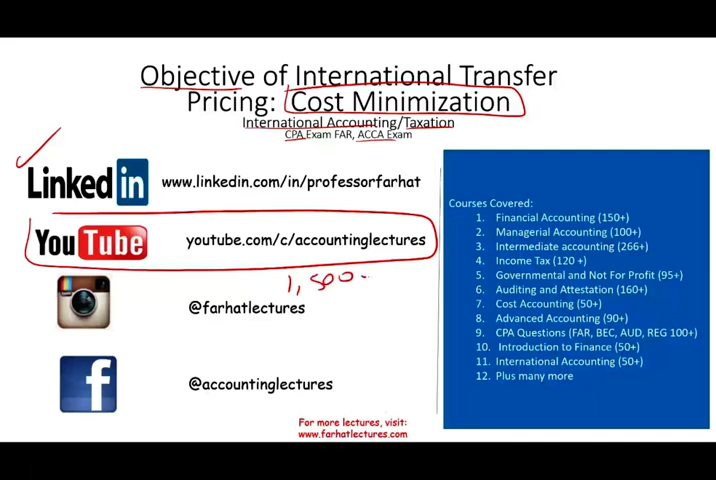 Objective of International Transfer
Pricing: Cost Minimization
International Accounting/Taxation
CPA Exam FAR, ACCA Exam
Linked in www.linkedin.com/in/professorfarhat
YouTube youtube.com/c/accountinglectures
1,500
@farhatlectures
f @accountinglectures
For more lectures, visit:
www.farhatlectures.com
Courses Covered:
1. Financial Accounting (150+)
2. Managerial Accounting (100+)
3. Intermediate accounting (266+)
4. Income Tax (120 +)
5. Governmental and Not For Profit (95+)
6. Auditing and Attestation (160+)
7. Cost Accounting (50+)
8. Advanced Accounting (90+)
9. CPA Questions (FAR, BEC, AUD, REG 100+)
10. Introduction to Finance (50+)
11. International Accounting (50+)
12. Plus many more